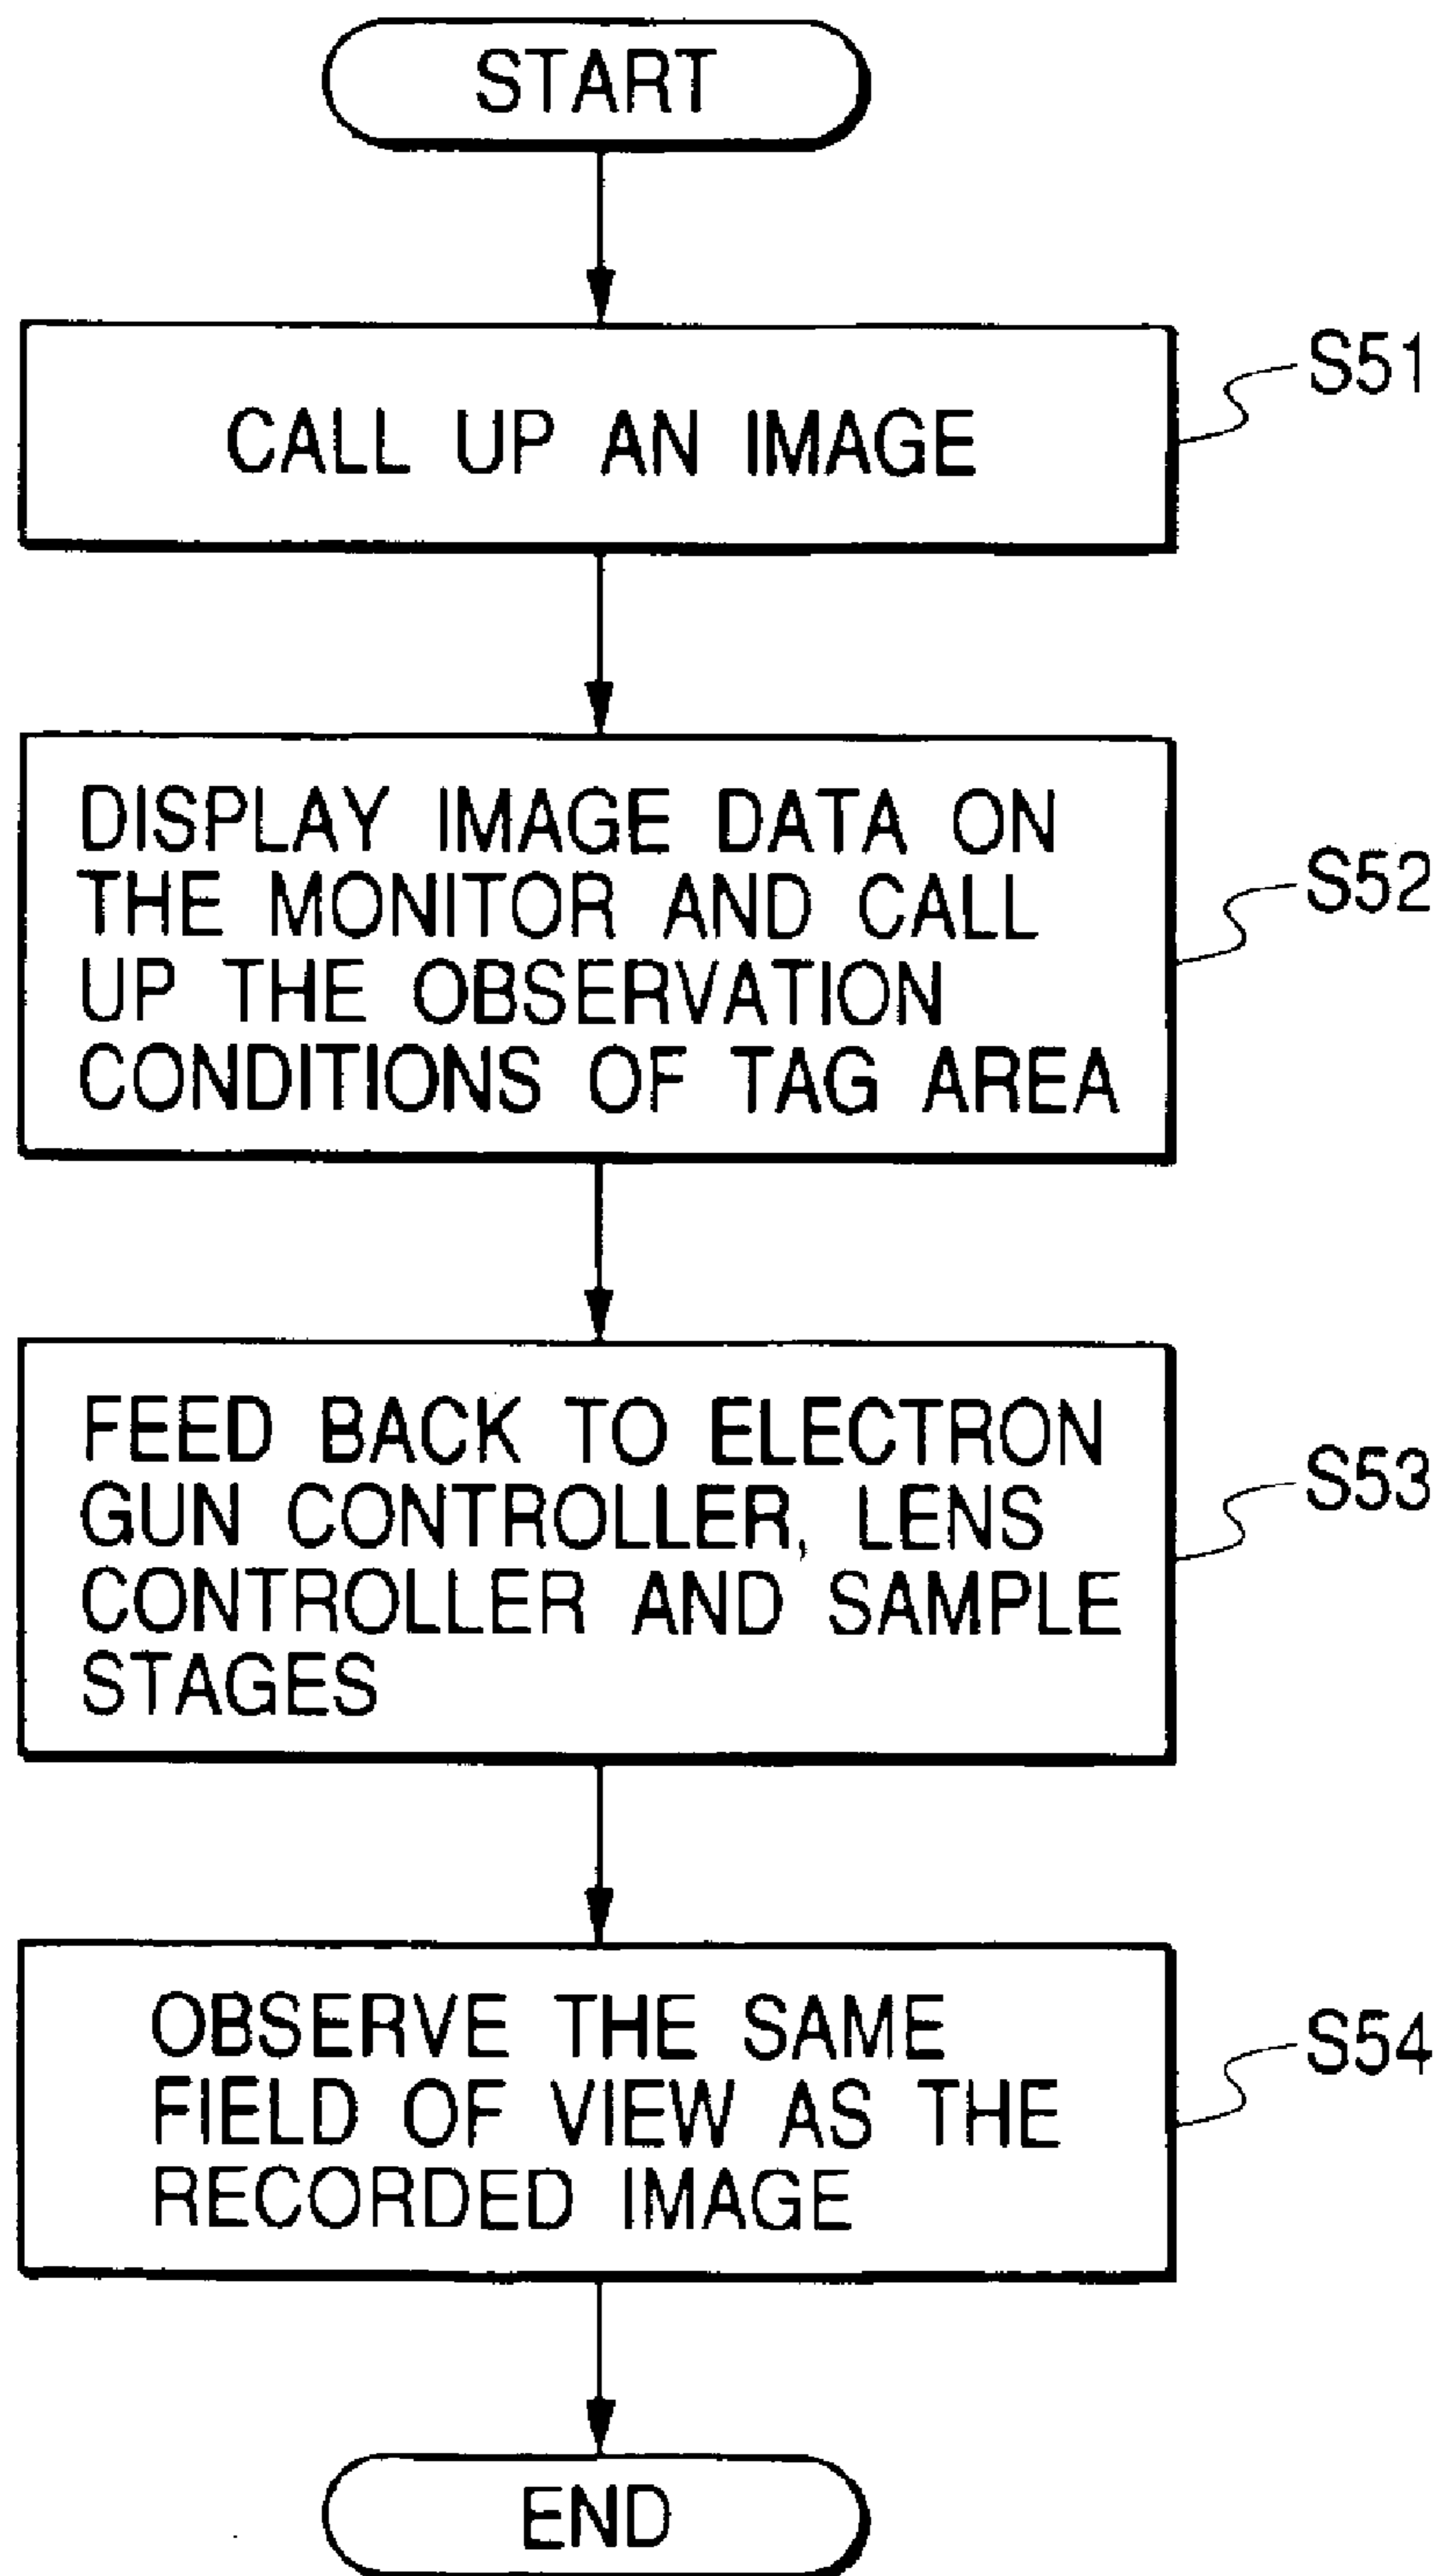 START
CALL UP AN IMAGE
S51
DISPLAY IMAGE DATA ON
THE MONITOR AND CALL
UP THE OBSERVATION
CONDITIONS OF TAG AREA
S52
FEED BACK TO ELECTRON
GUN CONTROLLER, LENS
CONTROLLER AND SAMPLE
STAGES
S53
OBSERVE THE SAME
FIELD OF VIEW AS THE
RECORDED IMAGE
S54
END